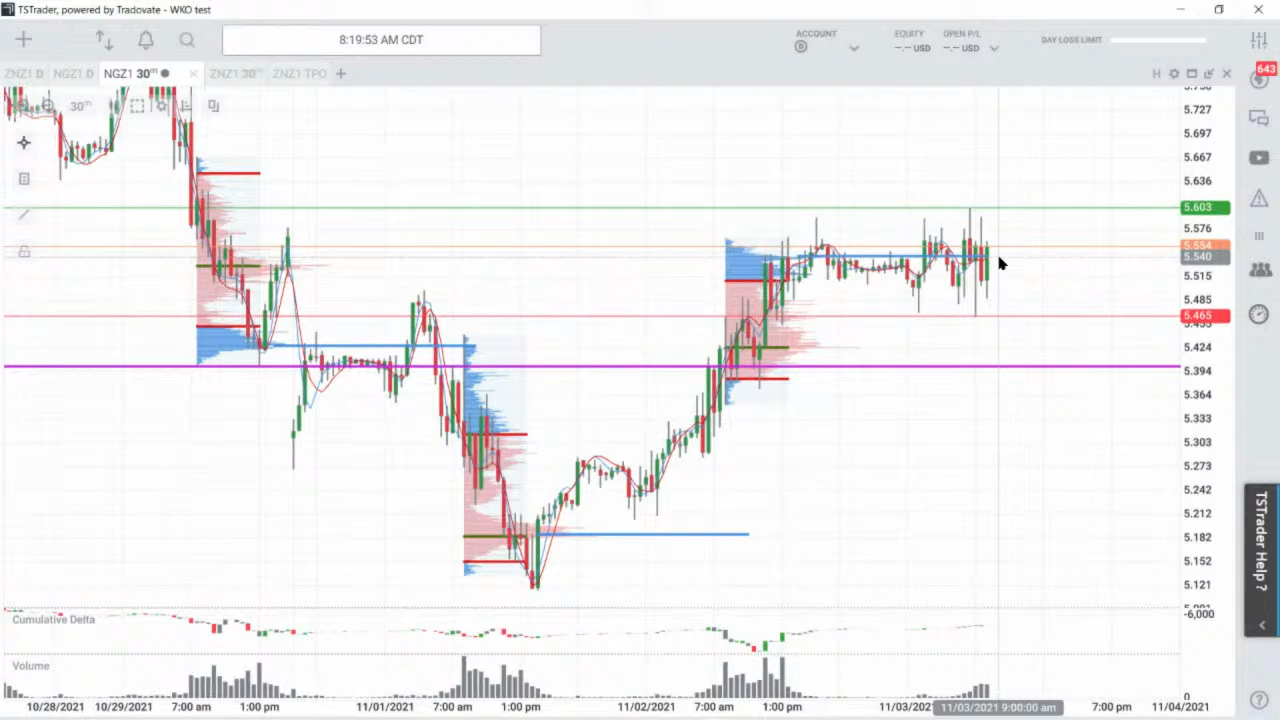 TSTrader, powered by Tradovate - WKO test
8:19:53 AM CDT
ACCOUNT
D
EQUITY
-.-- USD
OPEN P/L
-.-- USD
DAY LOSS LIMIT
643
ZNZ1 D
NGZ1 D
NGZ1 30m
ZNZ1 30m
ZNZ1 TPO
H
30m
5.727
5.697
5.667
5.636
5.603
5.576
5.554
5.540
5.515
5.485
5.465
5.455
5.424
5.394
5.364
5.333
5.303
5.273
5.242
5.212
5.182
5.152
5.121
Cumulative Delta
-6,000
Volume
0
10/28/2021
10/29/2021
7:00 am
1:00 pm
11/01/2021
7:00 am
1:00 pm
11/02/2021
7:00 am
1:00 pm
11/03/2021
11/03/2021 9:00:00 am
7:00 pm
11/04/2021
TSTrader Help ?